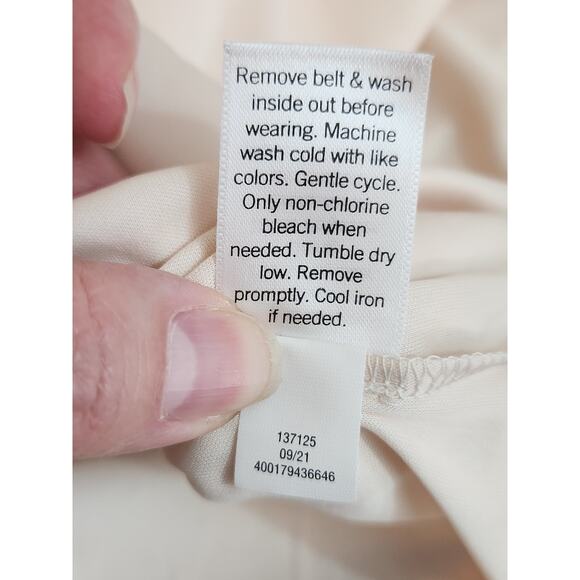 Remove belt & wash
inside out before
wearing. Machine
wash cold with like
colors. Gentle cycle.
Only non-chlorine
bleach when
needed. Tumble dry
low. Remove
promptly. Cool iron
if needed.
137125
09/21
400179436646